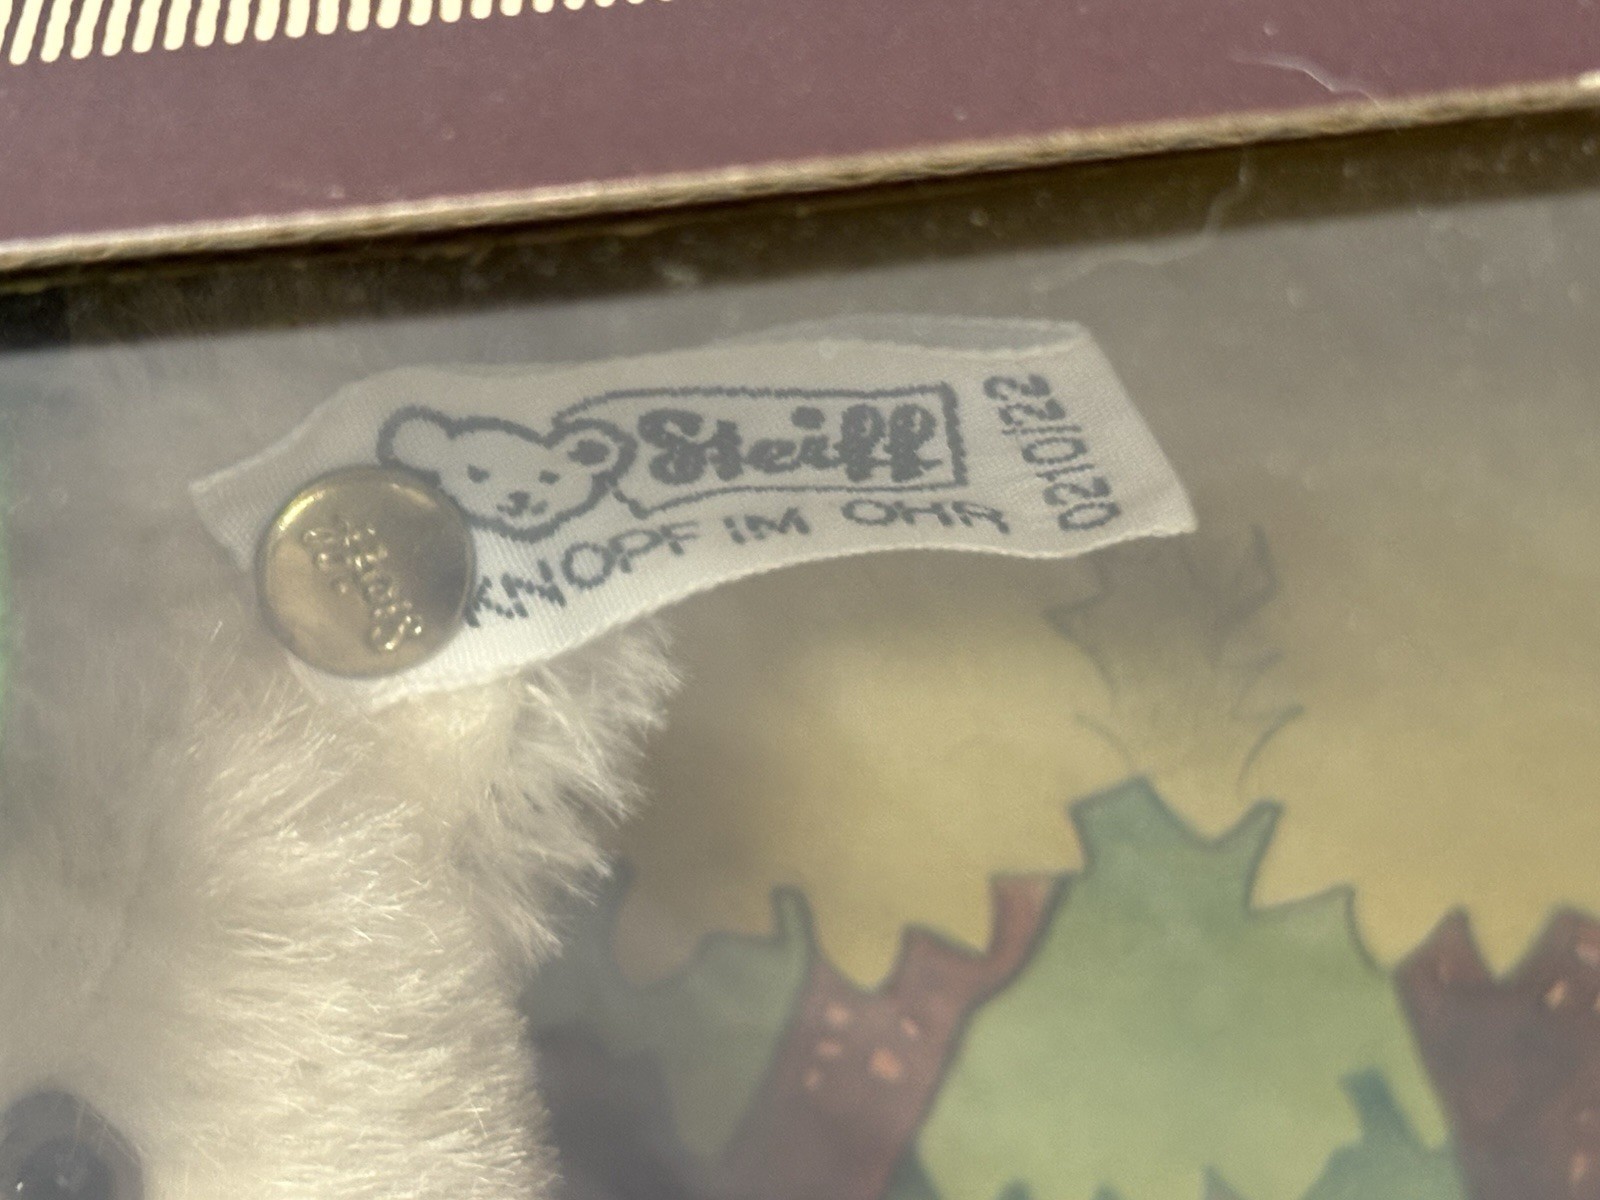 Steiff
KNOPF IM OHR
0210/22
Steiff